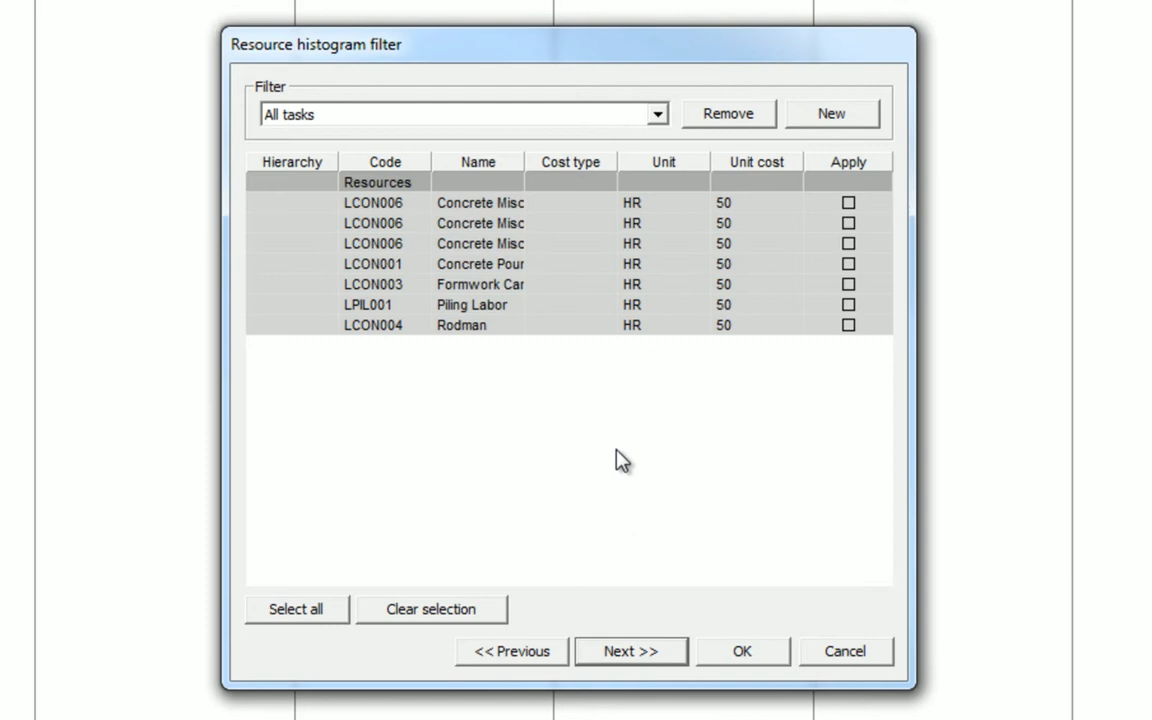 Resource histogram filter
Filter
All tasks
Remove
New
Hierarchy Code Name Cost type Unit Unit cost Apply
Resources
LCON006 Concrete Misc HR 50
LCON006 Concrete Misc HR 50
LCON006 Concrete Misc HR 50
LCON001 Concrete Pour HR 50
LCON003 Formwork Car HR 50
LPIL001 Piling Labor HR 50
LCON004 Rodman HR 50
Select all Clear selection
<< Previous Next >> OK Cancel